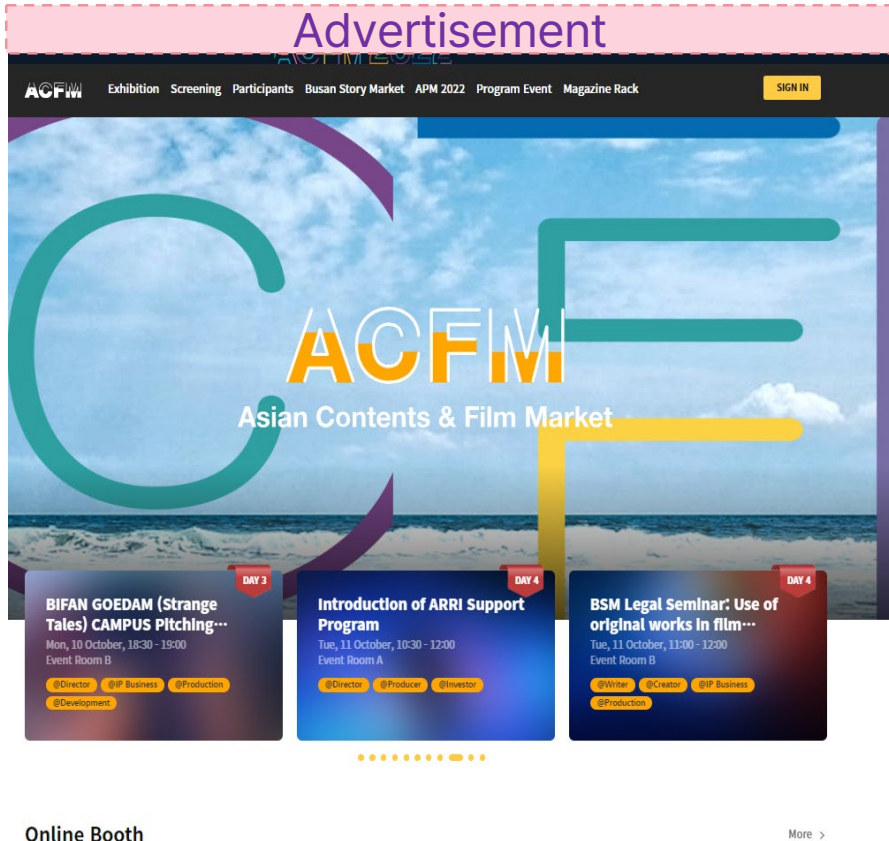 Advertisement
ACFM 2022
ACFM Exhibition Screening Participants Busan Story Market APM 2022 Program Event Magazine Rack SIGN IN
ACFM
Asian Contents & Film Market
DAY 3
BIFAN GOEDAM (Strange
Tales) CAMPUS Pitching···
Mon, 10 October, 18:30 - 19:00
Event Room B
@Director @IP Business @Production
@Development
DAY 4
Introduction of ARRI Support
Program
Tue, 11 October, 10:30 - 12:00
Event Room A
@Director @Producer @Investor
DAY 4
BSM Legal Seminar: Use of
original works in film···
Tue, 11 October, 11:00 - 12:00
Event Room B
@Writer @Creator @IP Business
@Production
Online Booth
More >